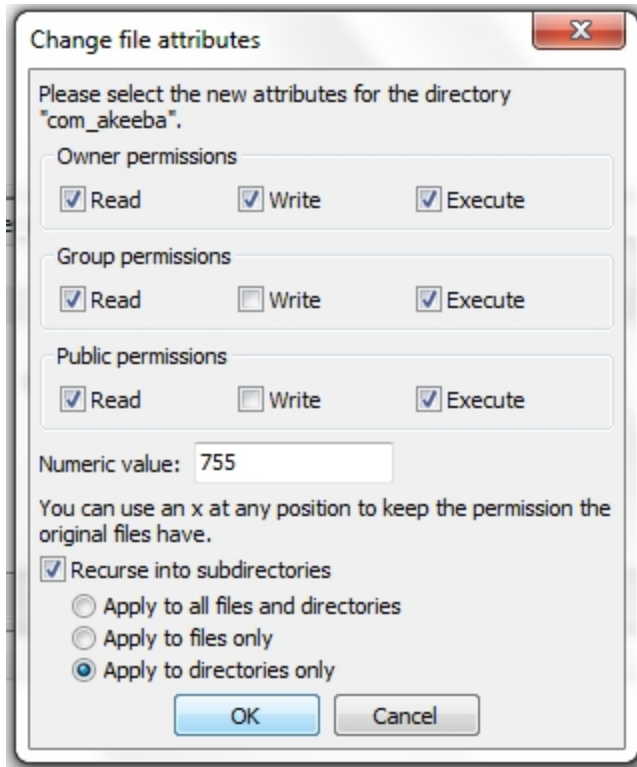 Change file attributes
Please select the new attributes for the directory
"com_akeeba".
Owner permissions
Read Write Execute
Group permissions
Read Write Execute
Public permissions
Read Write Execute
Numeric value: 755
You can use an x at any position to keep the permission the
original files have.
Recurse into subdirectories
Apply to all files and directories
Apply to files only
Apply to directories only
OK Cancel